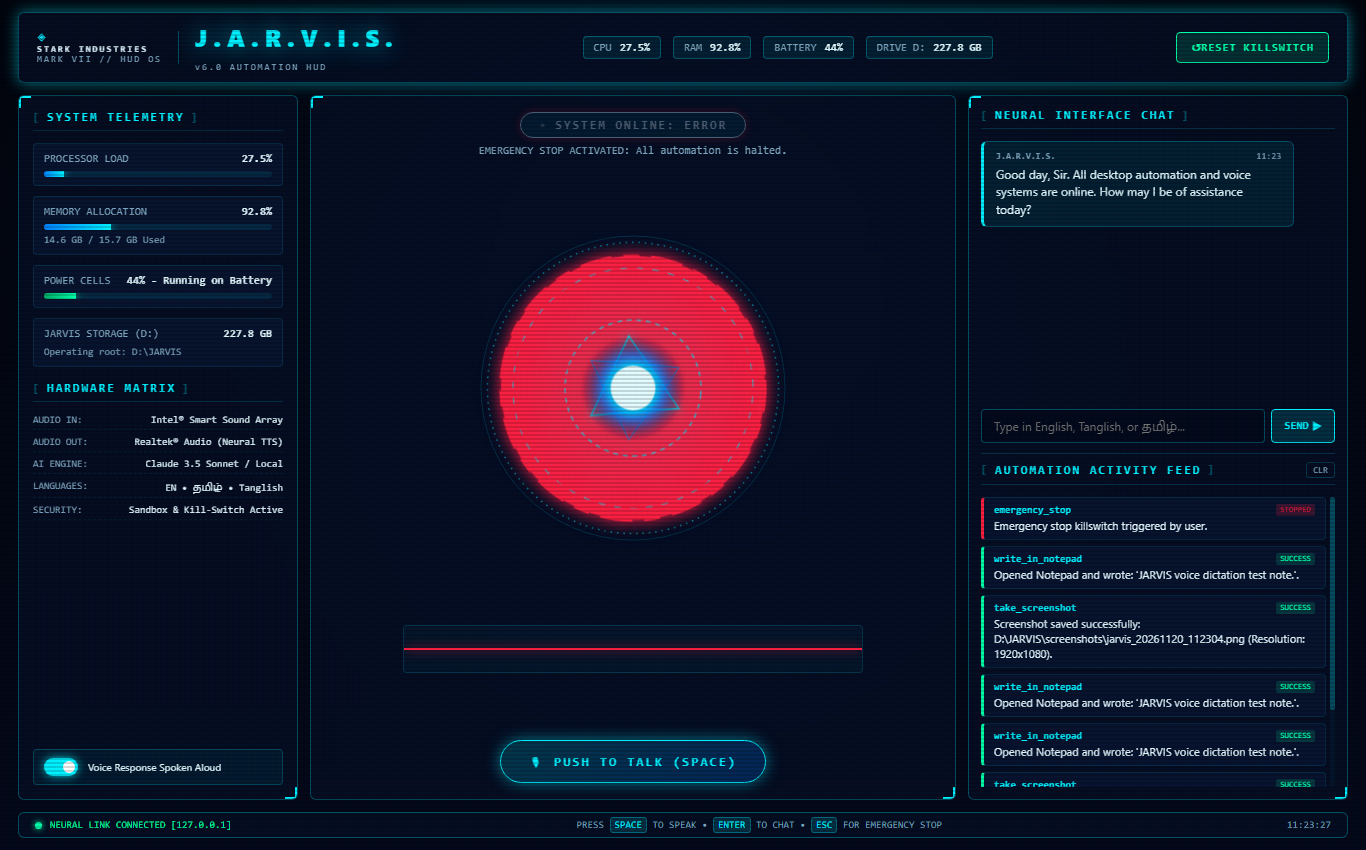 ◈
STARK INDUSTRIES
MARK VII // HUD OS
J.A.R.V.I.S.
v6.0 AUTOMATION HUD
CPU 27.5%
RAM 92.8%
BATTERY 44%
DRIVE D: 227.8 GB
↺RESET KILLSWITCH
[ SYSTEM TELEMETRY ]
PROCESSOR LOAD 27.5%
MEMORY ALLOCATION 92.8%
14.6 GB / 15.7 GB Used
POWER CELLS 44% - Running on Battery
JARVIS STORAGE (D:) 227.8 GB
Operating root: D:\JARVIS
[ HARDWARE MATRIX ]
AUDIO IN: Intel® Smart Sound Array
AUDIO OUT: Realtek® Audio (Neural TTS)
AI ENGINE: Claude 3.5 Sonnet / Local
LANGUAGES: EN • தமிழ் • Tanglish
SECURITY: Sandbox & Kill-Switch Active
Voice Response Spoken Aloud
SYSTEM ONLINE: ERROR
EMERGENCY STOP ACTIVATED: All automation is halted.
PUSH TO TALK (SPACE)
[ NEURAL INTERFACE CHAT ]
J.A.R.V.I.S. 11:23
Good day, Sir. All desktop automation and voice
systems are online. How may I be of assistance
today?
Type in English, Tanglish, or தமிழ்...
SEND ▶
[ AUTOMATION ACTIVITY FEED ]
CLR
emergency_stop STOPPED
Emergency stop killswitch triggered by user.
write_in_notepad SUCCESS
Opened Notepad and wrote: 'JARVIS voice dictation test note.'.
take_screenshot SUCCESS
Screenshot saved successfully:
D:\JARVIS\screenshots\jarvis_20261120_112304.png (Resolution:
1920x1080).
write_in_notepad SUCCESS
Opened Notepad and wrote: 'JARVIS voice dictation test note.'.
write_in_notepad SUCCESS
Opened Notepad and wrote: 'JARVIS voice dictation test note.'.
take_screenshot SUCCESS
NEURAL LINK CONNECTED [127.0.0.1]
PRESS SPACE TO SPEAK • ENTER TO CHAT • ESC FOR EMERGENCY STOP
11:23:27